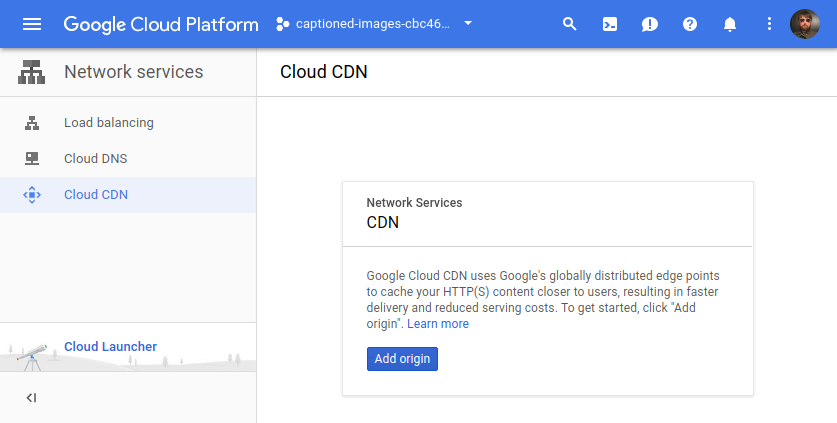 Google Cloud Platform
captioned-images-cbc46...
Network services
Cloud CDN
Load balancing
Cloud DNS
Cloud CDN
Network Services
CDN
Google Cloud CDN uses Google's globally distributed edge points
to cache your HTTP(S) content closer to users, resulting in faster
delivery and reduced serving costs. To get started, click "Add
origin". Learn more
Add origin
Cloud Launcher